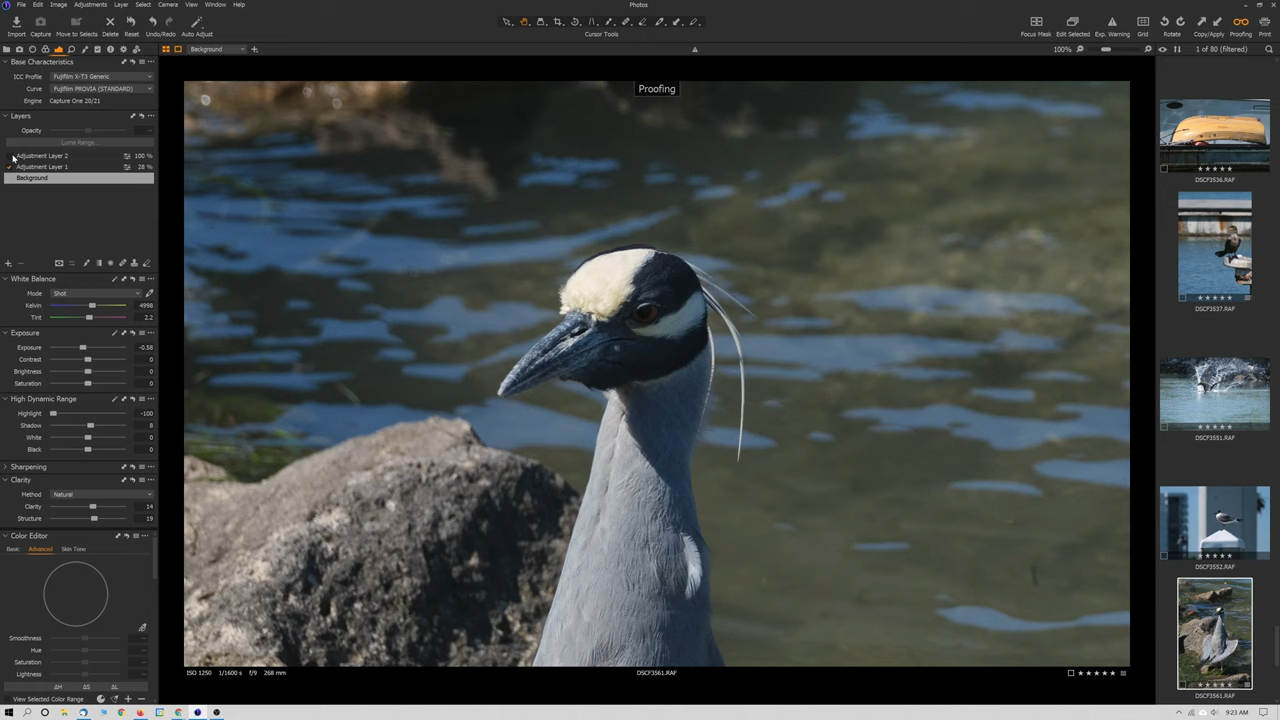 File Edit Image Adjustments Layer Select Camera View Window Help
Photos
Import Capture Move to Selects Delete Reset Undo/Redo Auto Adjust
Cursor Tools
Focus Mask Edit Selected Exp. Warning Grid Rotate Copy/Apply Proofing Print
Background
100%
1 of 80 (filtered)
Base Characteristics
ICC Profile Fujifilm X-T3 Generic
Curve Fujifilm PROVIA (STANDARD)
Engine Capture One 20/21
Layers
Opacity
Luma Range...
Adjustment Layer 2 100 %
Adjustment Layer 1 28 %
Background
White Balance
Mode Shot
Kelvin 4998
Tint 2.2
Exposure
Exposure -0.58
Contrast 0
Brightness 0
Saturation 0
High Dynamic Range
Highlight -100
Shadow 8
White 0
Black 0
Sharpening
Clarity
Method Natural
Clarity 14
Structure 19
Color Editor
Basic Advanced Skin Tone
Smoothness
Hue
Saturation
Lightness
ΔH ΔS ΔL
View Selected Color Range
Proofing
ISO 1250 1/1600 s f/9 268 mm
DSCF3561.RAF
DSCF3536.RAF
DSCF3537.RAF
DSCF3551.RAF
DSCF3552.RAF
DSCF3561.RAF
9:23 AM